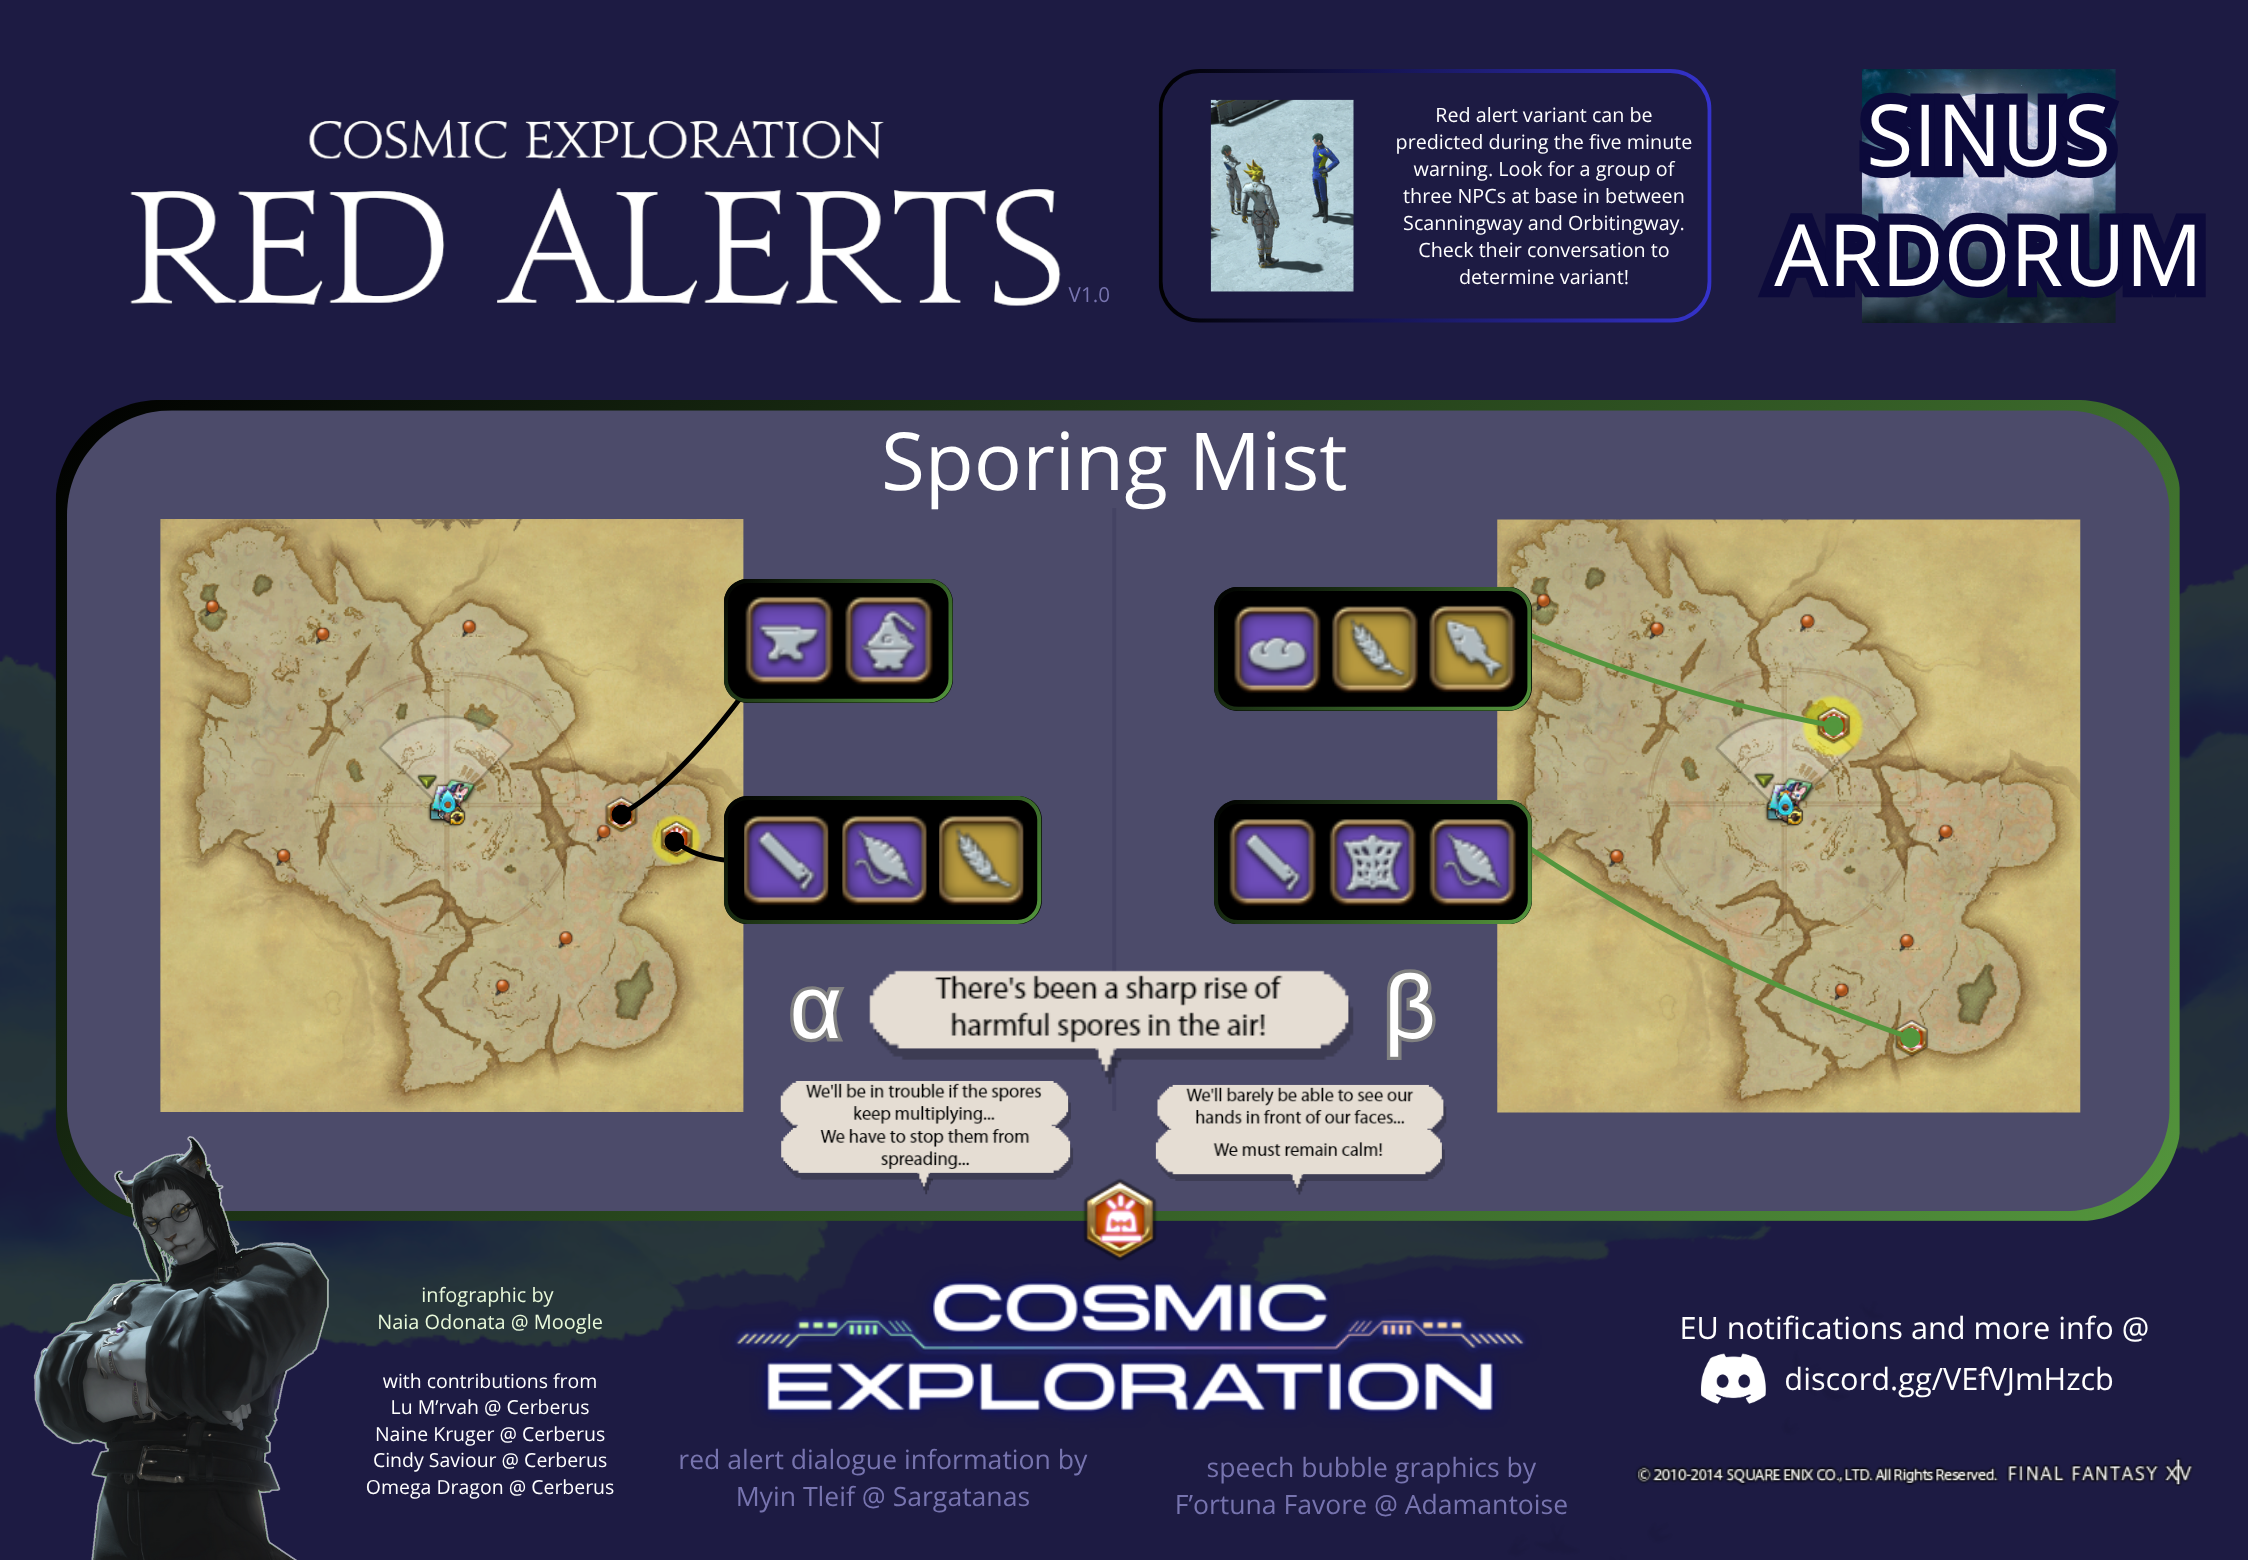 COSMIC EXPLORATION
RED ALERTS
V1.0
Red alert variant can be
predicted during the five minute
warning. Look for a group of
three NPCs at base in between
Scanningway and Orbitingway.
Check their conversation to
determine variant!
SINUS
ARDORUM
Sporing Mist
α
There's been a sharp rise of
harmful spores in the air!
β
We'll be in trouble if the spores
keep multiplying...
We have to stop them from
spreading...
We'll barely be able to see our
hands in front of our faces...
We must remain calm!
infographic by
Naia Odonata @ Moogle
with contributions from
Lu M'rvah @ Cerberus
Naine Kruger @ Cerberus
Cindy Saviour @ Cerberus
Omega Dragon @ Cerberus
COSMIC
EXPLORATION
red alert dialogue information by
Myin Tleif @ Sargatanas
speech bubble graphics by
F'ortuna Favore @ Adamantoise
EU notifications and more info @
discord.gg/VEfVJmHzcb
© 2010-2014 SQUARE ENIX CO., LTD. All Rights Reserved. FINAL FANTASY XIV